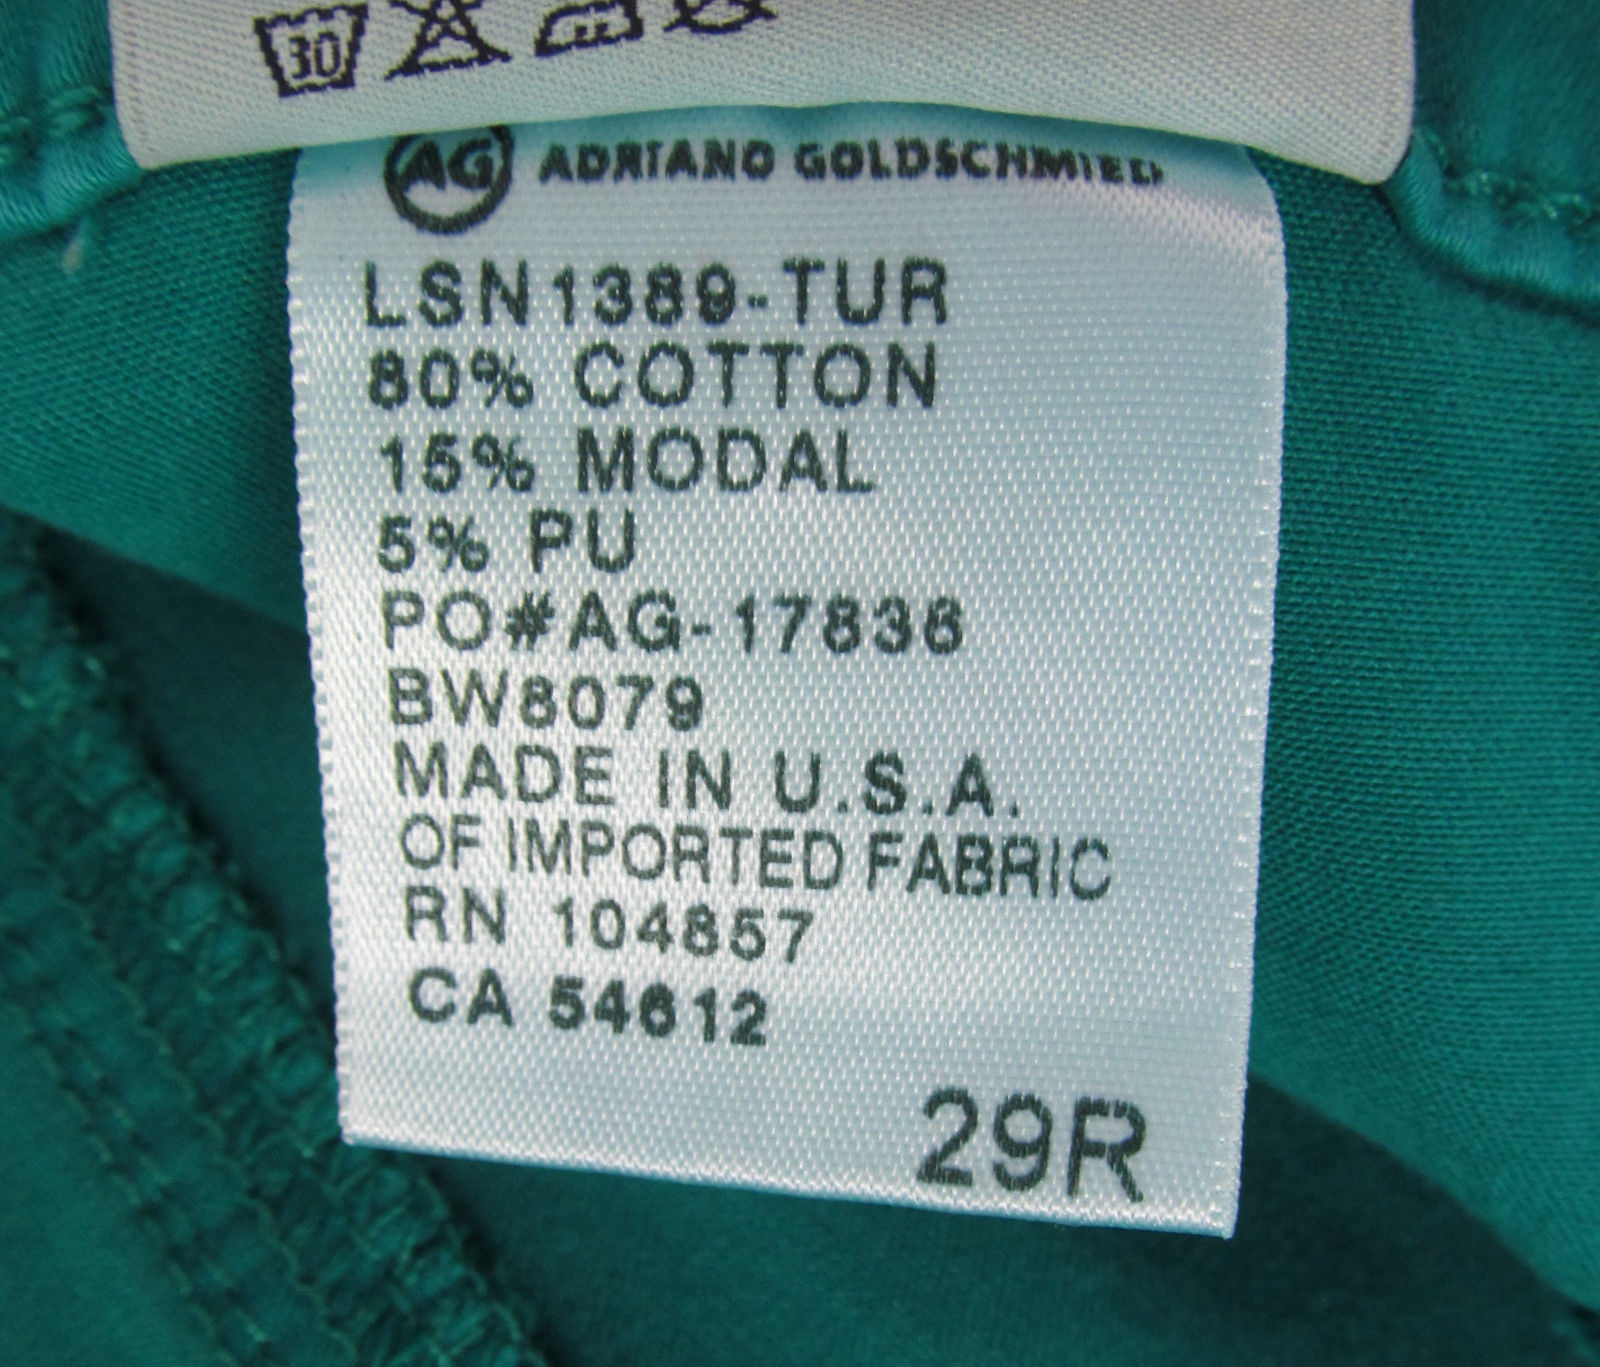 30
AG ADRIANO GOLDSCHMIED
LSN1389-TUR
80% COTTON
15% MODAL
5% PU
PO#AG-17836
BW8079
MADE IN U.S.A.
OF IMPORTED FABRIC
RN 104857
CA 54612
29R